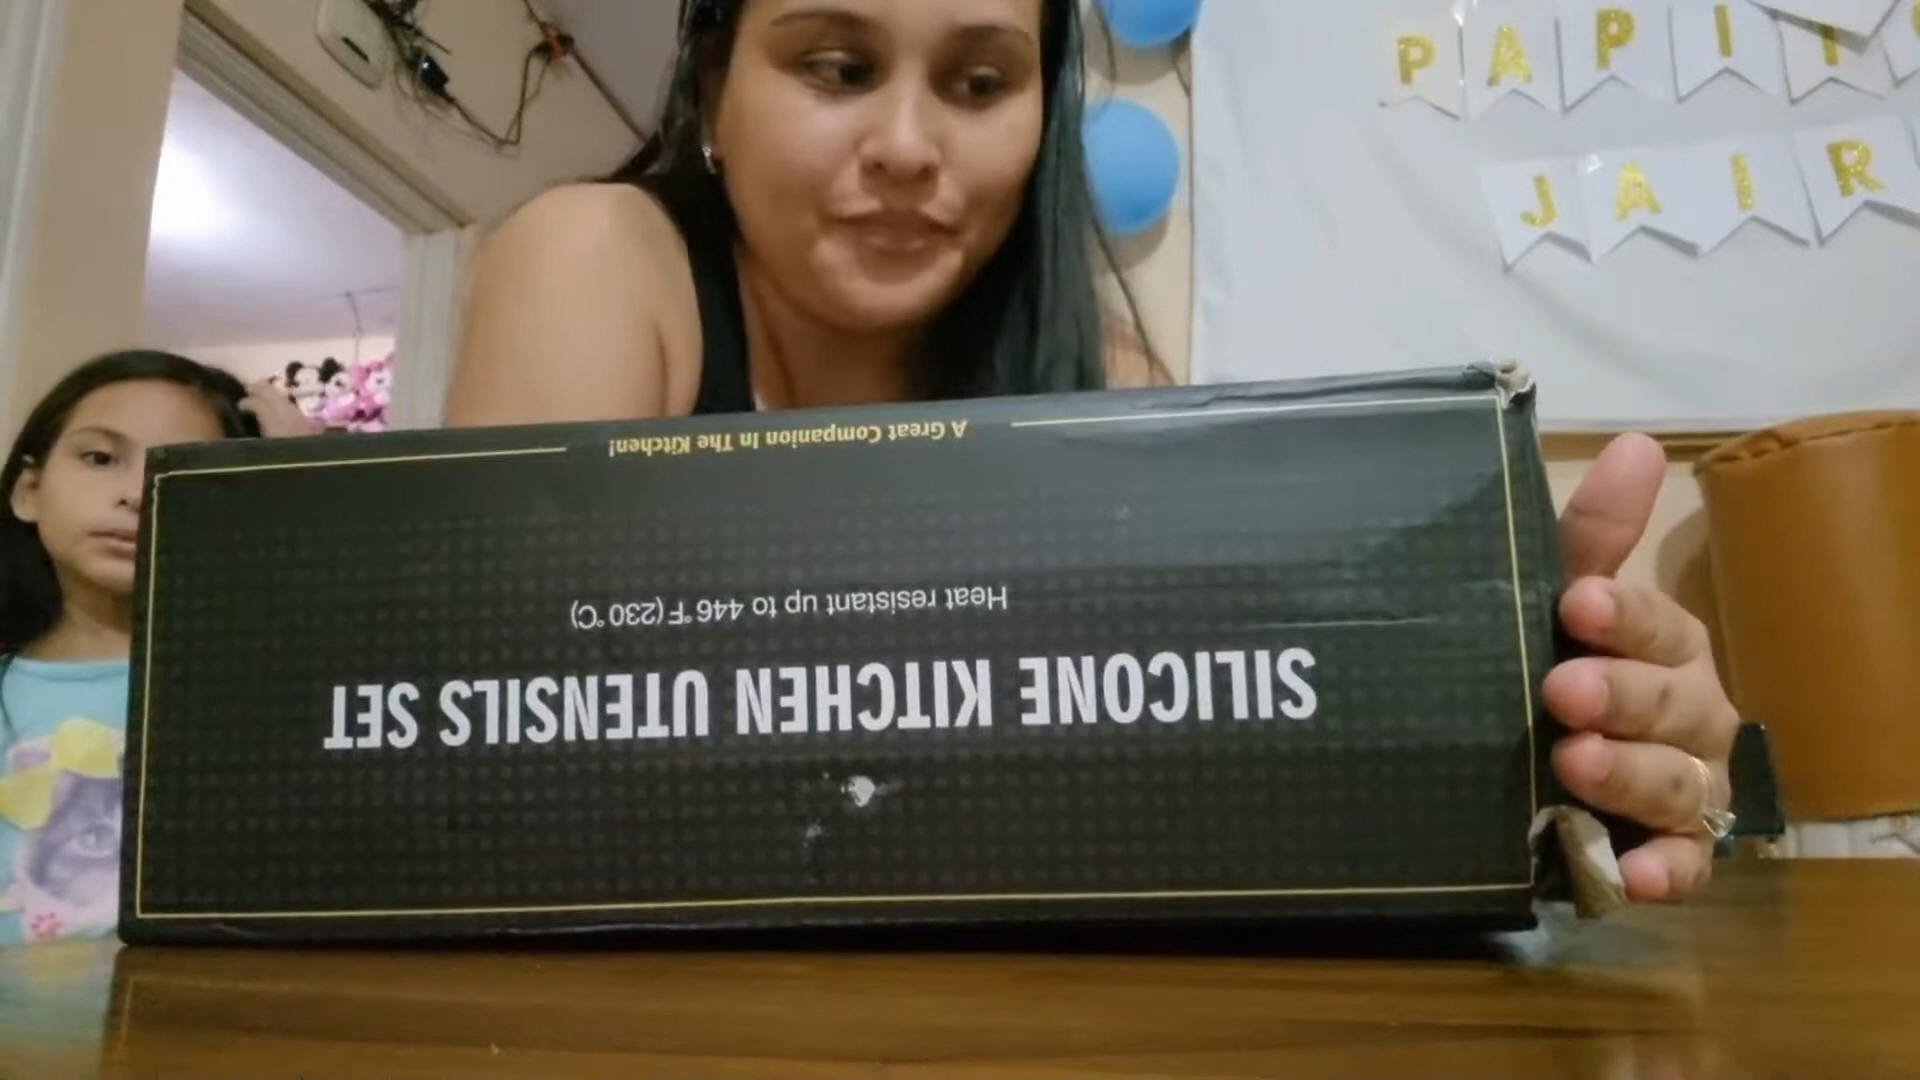 PAPI
JAIR
SILICONE KITCHEN UTENSILS SET
Heat resistant up to 446°F(230°C)
A Great Companion In The Kitchen!